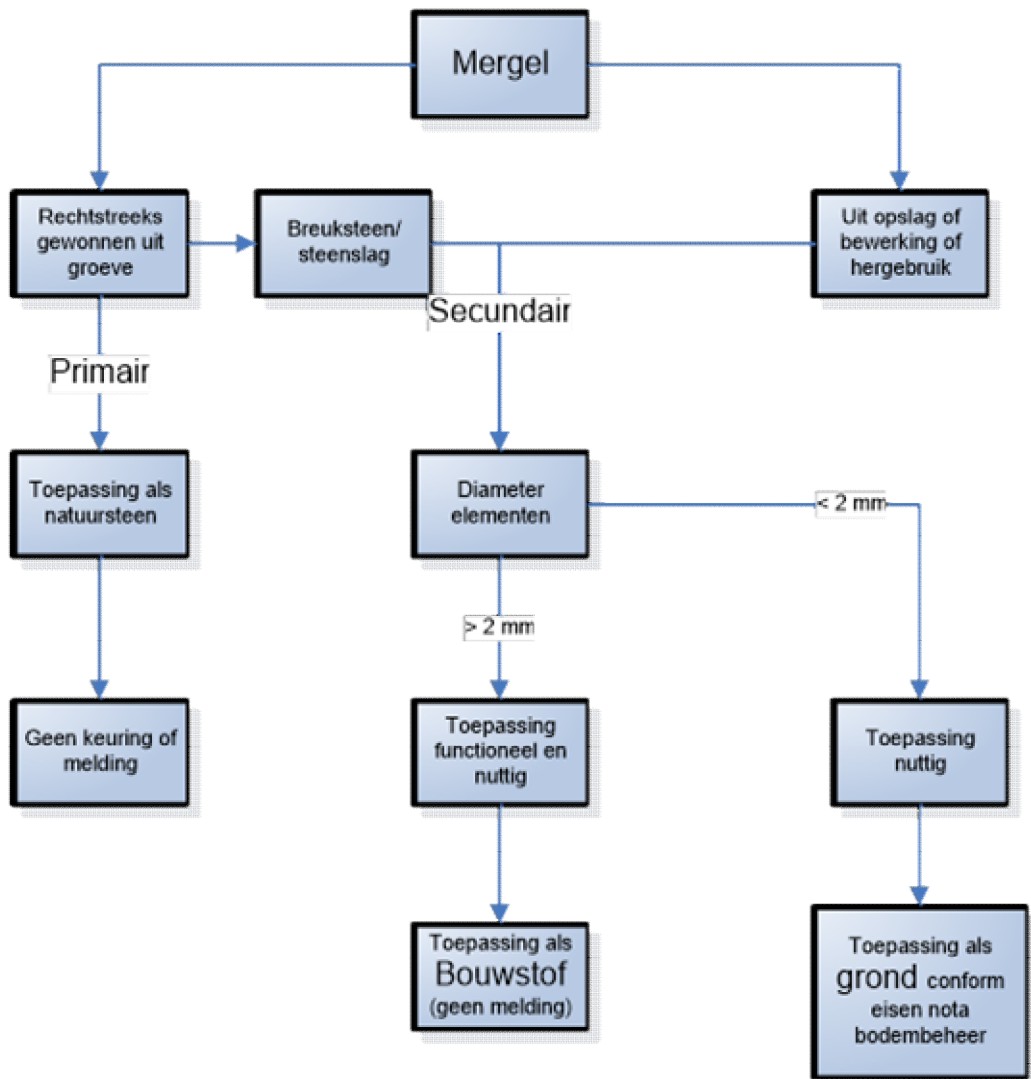 Mergel
Rechtstreeks
gewonnen uit
groeve
Breuksteen/
steenslag
Uit opslag of
bewerking of
hergebruik
Secundair
Primair
Toepassing als
natuursteen
Diameter
elementen
< 2 mm
> 2 mm
Geen keuring of
melding
Toepassing
functioneel en
nuttig
Toepassing
nuttig
Toepassing als
Bouwstof
(geen melding)
Toepassing als
grond conform
eisen nota
bodembeheer